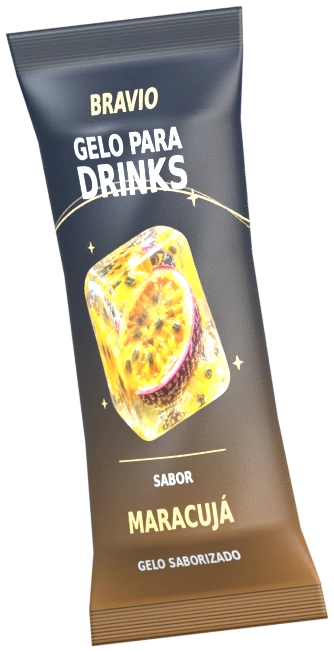 BRAVIO
GELO PARA
DRINKS
SABOR
MARACUJÁ
GELO SABORIZADO